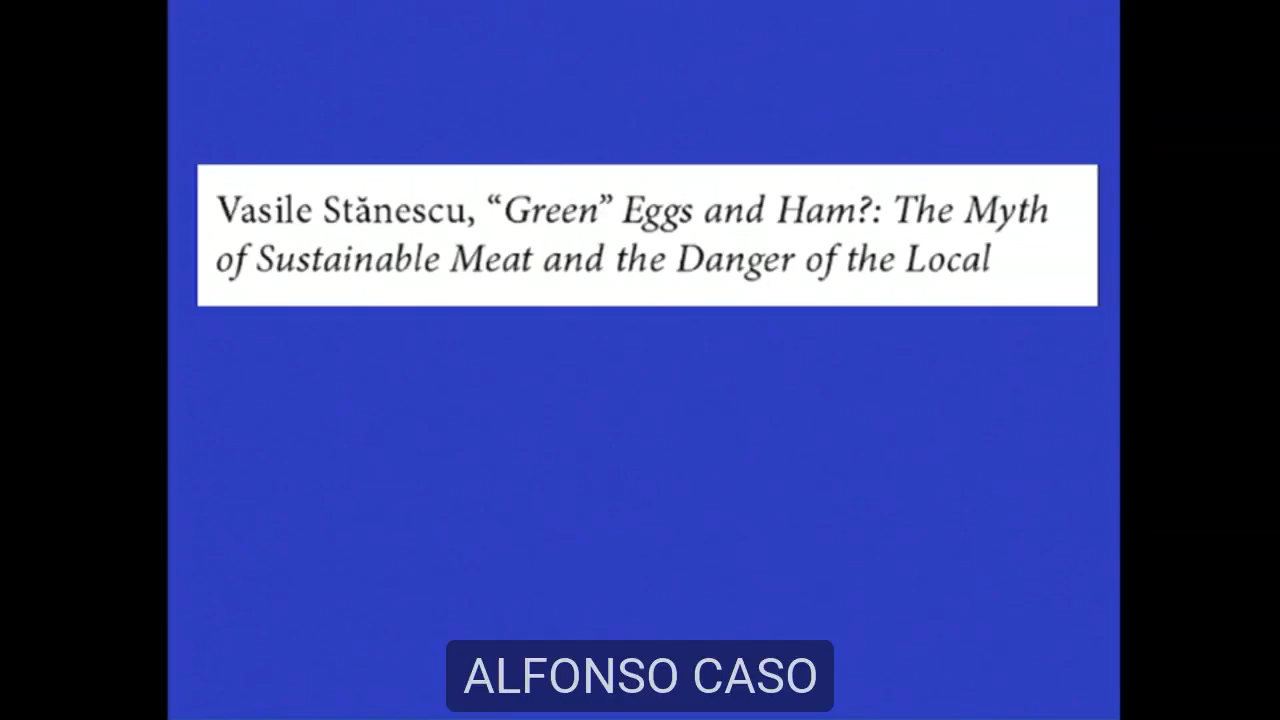 Vasile Stănescu, “Green” Eggs and Ham?: The Myth
of Sustainable Meat and the Danger of the Local
ALFONSO CASO